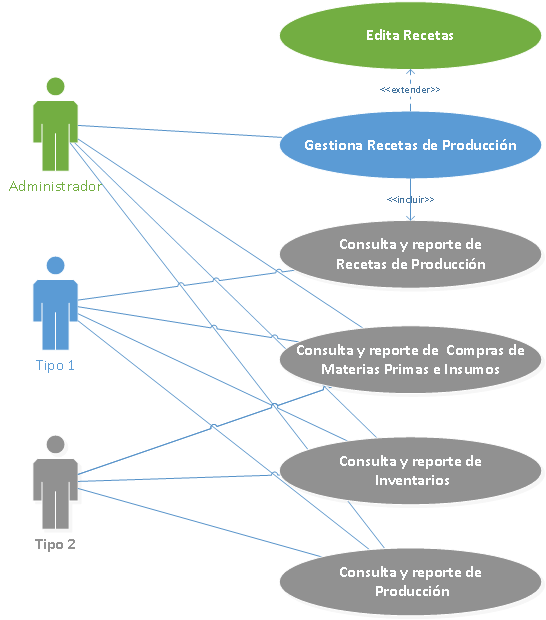 Edita Recetas
<<extender>>
Gestiona Recetas de Producción
Administrador
<<incluir>>
Consulta y reporte de
Recetas de Producción
Tipo 1
Consulta y reporte de Compras de
Materias Primas e Insumos
Consulta y reporte de
Inventarios
Tipo 2
Consulta y reporte de
Producción